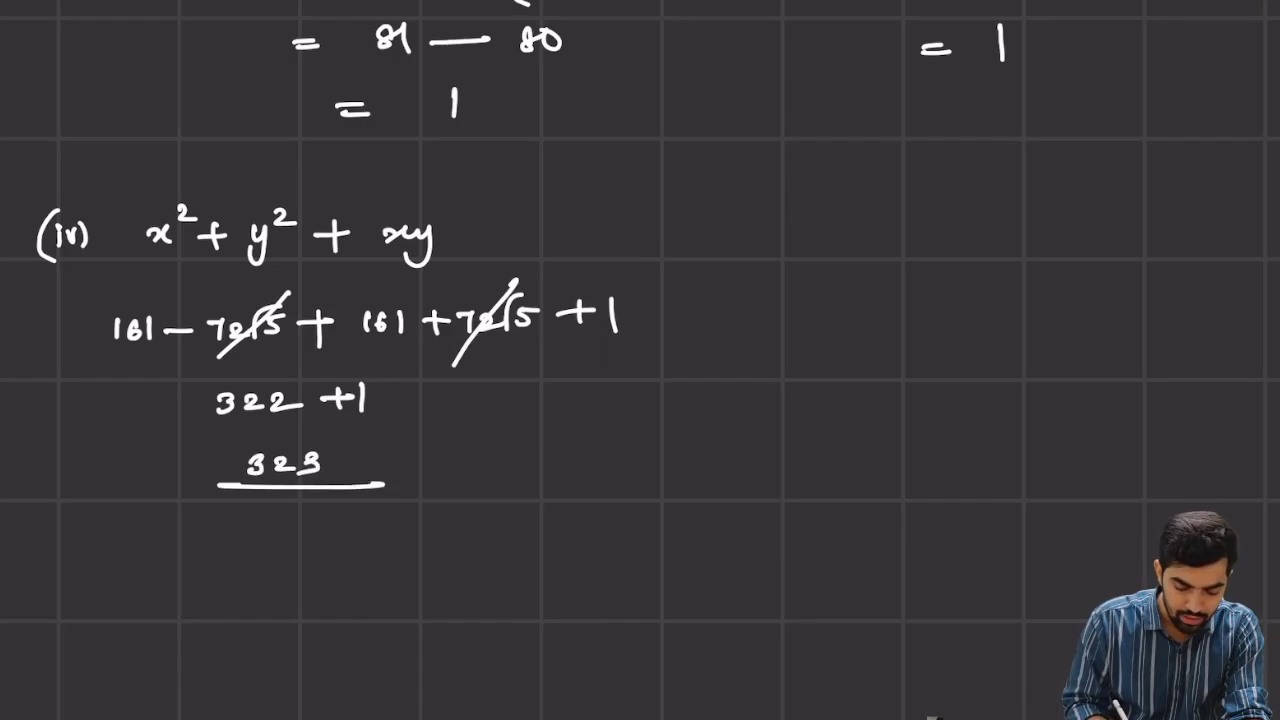 = 81 — 80
= 1
= 1
(iv) x² + y² + xy
161 – 72√5 + 161 + 72√5 + 1
322 + 1
323